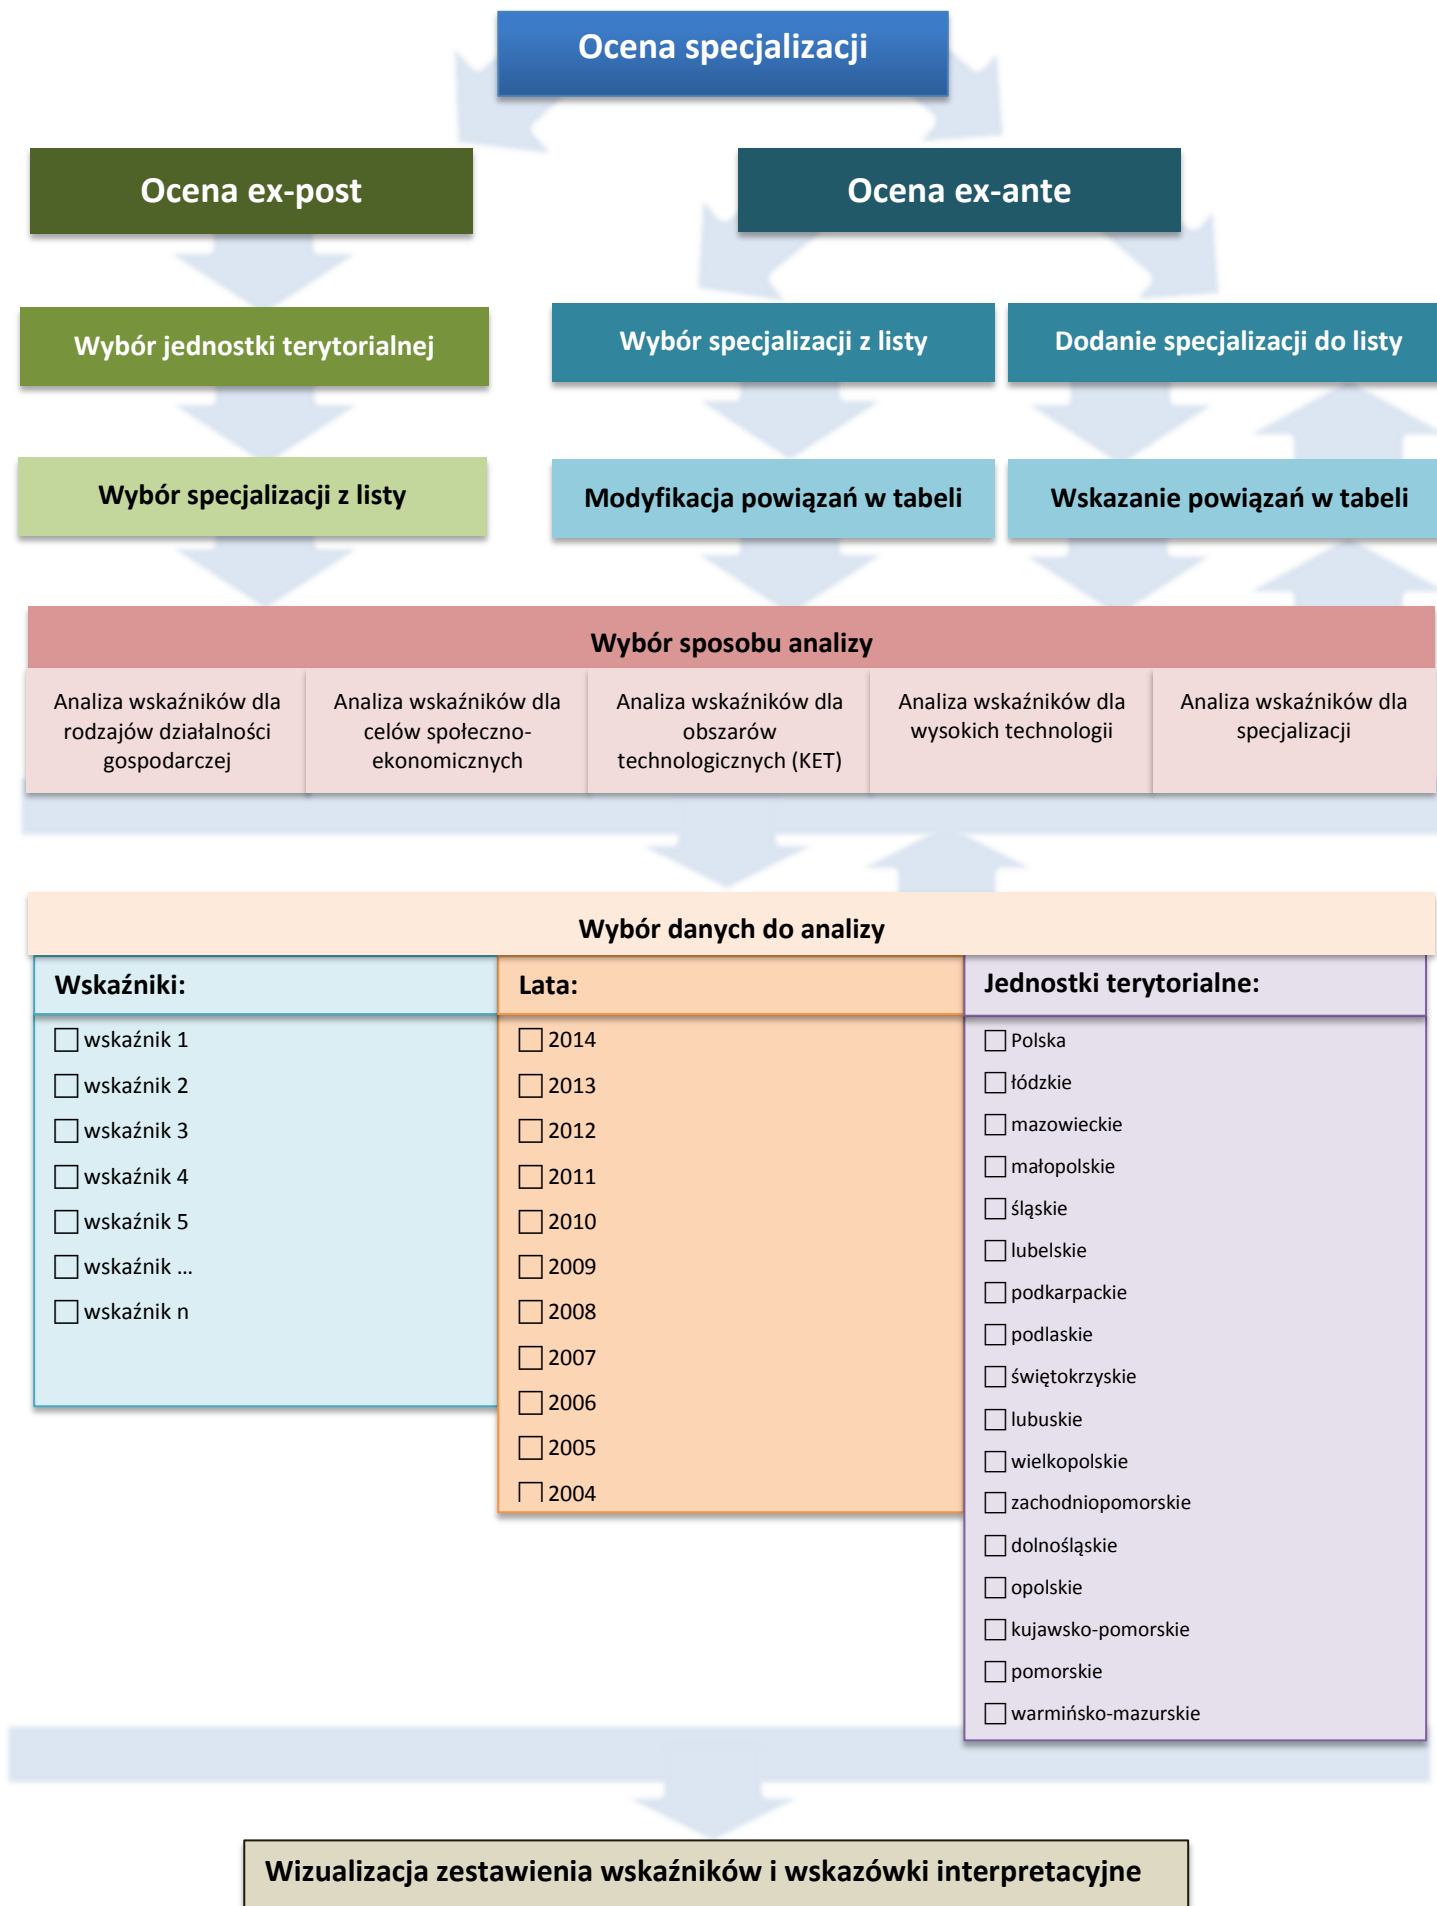 Ocena specjalizacji
Ocena ex-post
Ocena ex-ante
Wybór jednostki terytorialnej
Wybór specjalizacji z listy
Dodanie specjalizacji do listy
Wybór specjalizacji z listy
Modyfikacja powiązań w tabeli
Wskazanie powiązań w tabeli
Wybór sposobu analizy
Analiza wskaźników dla
rodzajów działalności
gospodarczej
Analiza wskaźników dla
celów społeczno-
ekonomicznych
Analiza wskaźników dla
obszarów
technologicznych (KET)
Analiza wskaźników dla
wysokich technologii
Analiza wskaźników dla
specjalizacji
Wybór danych do analizy
Wskaźniki:
wskaźnik 1
wskaźnik 2
wskaźnik 3
wskaźnik 4
wskaźnik 5
wskaźnik ...
wskaźnik n
Lata:
2014
2013
2012
2011
2010
2009
2008
2007
2006
2005
2004
Jednostki terytorialne:
Polska
łódzkie
mazowieckie
małopolskie
śląskie
lubelskie
podkarpackie
podlaskie
świętokrzyskie
lubuskie
wielkopolskie
zachodniopomorskie
dolnośląskie
opolskie
kujawsko-pomorskie
pomorskie
warmińsko-mazurskie
Wizualizacja zestawienia wskaźników i wskazówki interpretacyjne